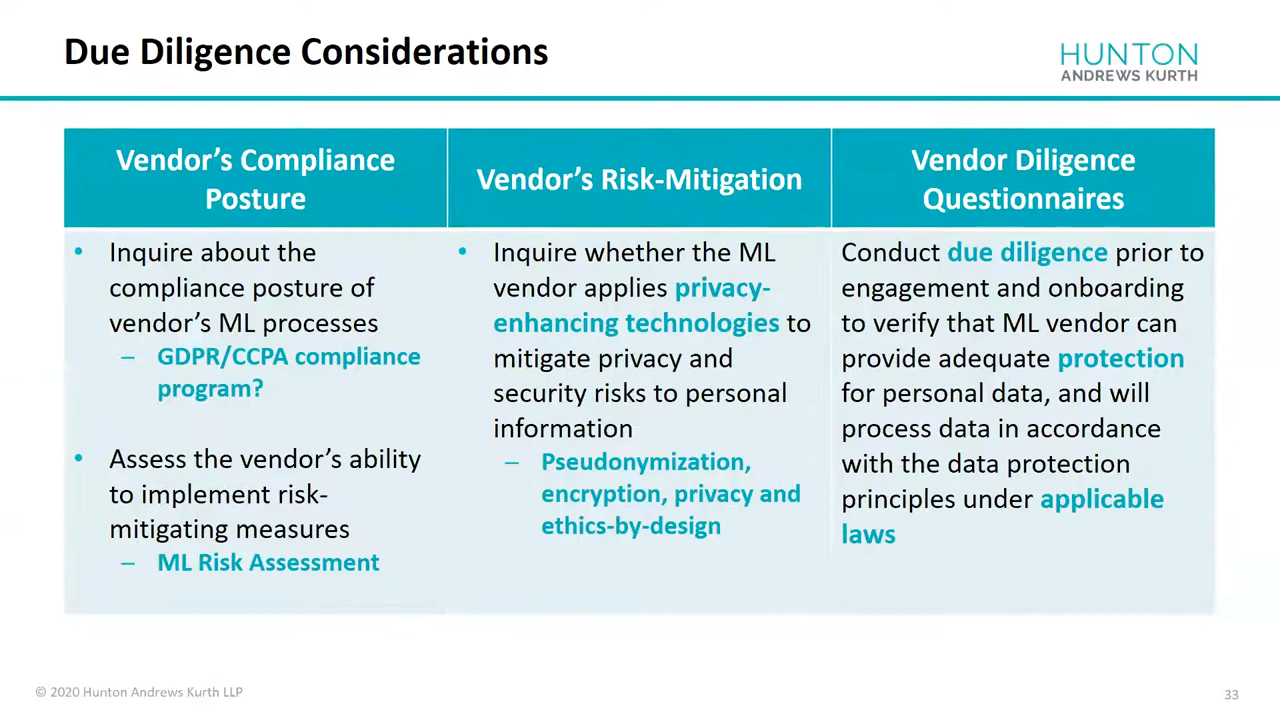 Due Diligence Considerations
HUNTON
ANDREWS KURTH
Vendor’s Compliance
Posture
Vendor’s Risk-Mitigation
Vendor Diligence
Questionnaires
• Inquire about the
compliance posture of
vendor’s ML processes
– GDPR/CCPA compliance
program?
• Assess the vendor’s ability
to implement risk-
mitigating measures
– ML Risk Assessment
• Inquire whether the ML
vendor applies privacy-
enhancing technologies to
mitigate privacy and
security risks to personal
information
– Pseudonymization,
encryption, privacy and
ethics-by-design
Conduct due diligence prior to
engagement and onboarding
to verify that ML vendor can
provide adequate protection
for personal data, and will
process data in accordance
with the data protection
principles under applicable
laws
© 2020 Hunton Andrews Kurth LLP
33